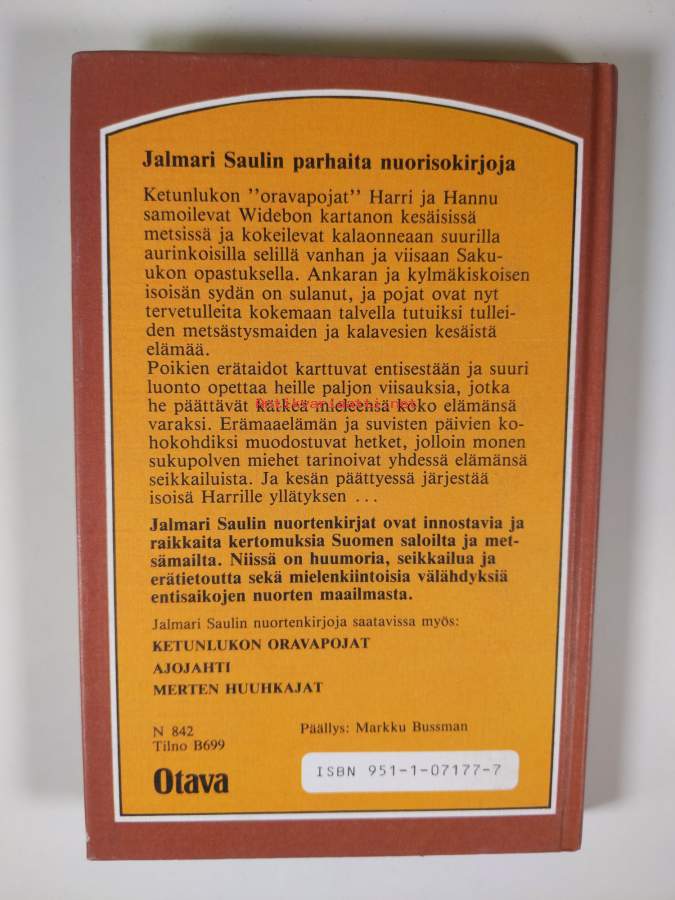 Jalmari Saulin parhaita nuorisokirjoja
Ketunlukon ”oravapojat” Harri ja Hannu
samoilevat Widebon kartanon kesäisissä
metsissä ja kokeilevat kalaonneaan suurilla
aurinkoisilla selillä vanhan ja viisaan Saku-
ukon opastuksella. Ankaran ja kylmäkiskoisen
isoisän sydän on sulanut, ja pojat ovat nyt
tervetulleita kokemaan talvella tutuiksi tullei-
den metsästysmaiden ja kalavesien kesäistä
elämää.
Poikien erätaidot karttuvat entisestään ja suuri
luonto opettaa heille paljon viisauksia, jotka
Antikvariaatti.net
he päättävät kätkeä mieleensä koko elämänsä
varaksi. Erämaaelämän ja suvisten päivien ko-
hokohdiksi muodostuvat hetket, jolloin monen
sukupolven miehet tarinoivat yhdessä elämänsä
seikkailuista. Ja kesän päättyessä järjestää
isoisä Harrille yllätyksen ...
Jalmari Saulin nuortenkirjat ovat innostavia ja
raikkaita kertomuksia Suomen saloilta ja met-
sämailta. Niissä on huumoria, seikkailua ja
erätietoutta sekä mielenkiintoisia välähdyksiä
entisaikojen nuorten maailmasta.
Jalmari Saulin nuortenkirjoja saatavissa myös:
KETUNLUKON ORAVAPOJAT
AJOJAHTI
MERTEN HUUHKAJAT
N 842
Tilno B699
Päällys: Markku Bussman
Otava
ISBN 951-1-07177-7